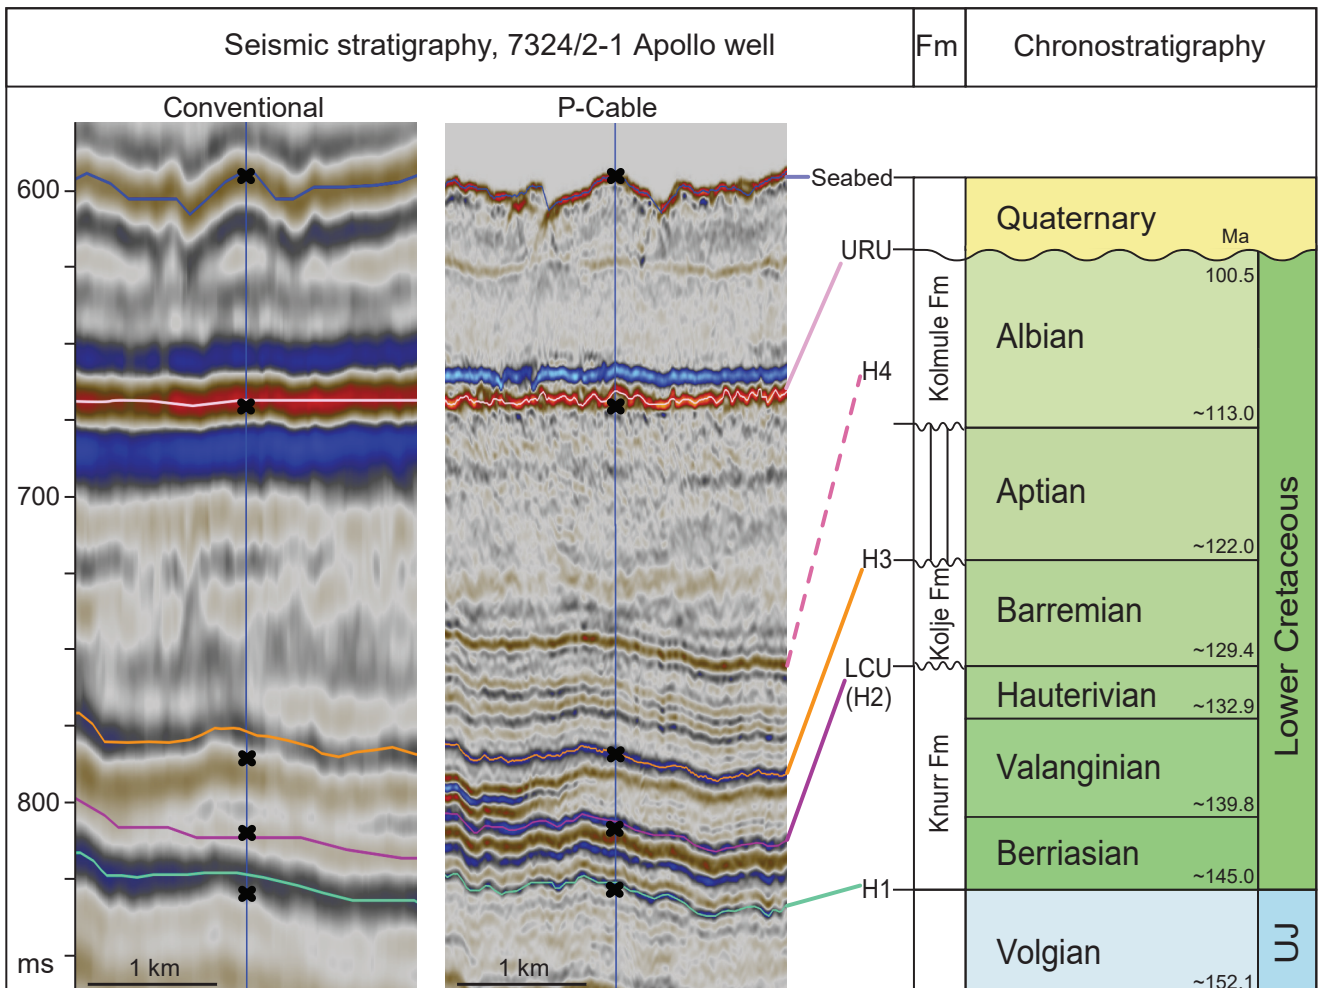 Seismic stratigraphy, 7324/2-1 Apollo well
Fm
Chronostratigraphy
Conventional
P-Cable
600
700
800
ms
1 km
1 km
Seabed
URU
H4
H3
LCU
(H2)
H1
Kolmule Fm
Kolje Fm
Knurr Fm
Quaternary
Ma
100.5
Albian
~113.0
Aptian
~122.0
Barremian
~129.4
Hauterivian
~132.9
Valanginian
~139.8
Berriasian
~145.0
Volgian
~152.1
Lower Cretaceous
UJ